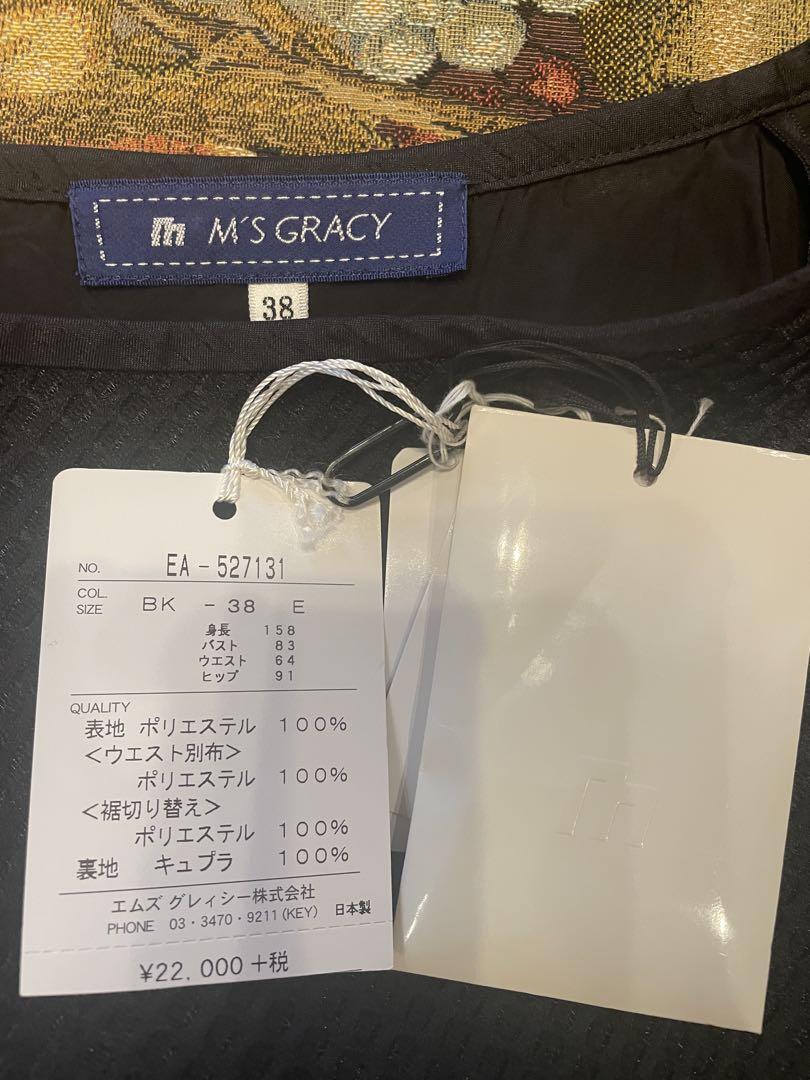 M'S GRACY
38
NO. EA-527131
COL.
SIZE BK - 38 E
身長 158
バスト 83
ウエスト 64
ヒップ 91
QUALITY
表地 ポリエステル 100%
<ウエスト別布>
ポリエステル 100%
<裾切り替え>
ポリエステル 100%
裏地 キュプラ 100%
エムズ グレィシー株式会社
PHONE 03・3470・9211(KEY) 日本製
¥22,000+税